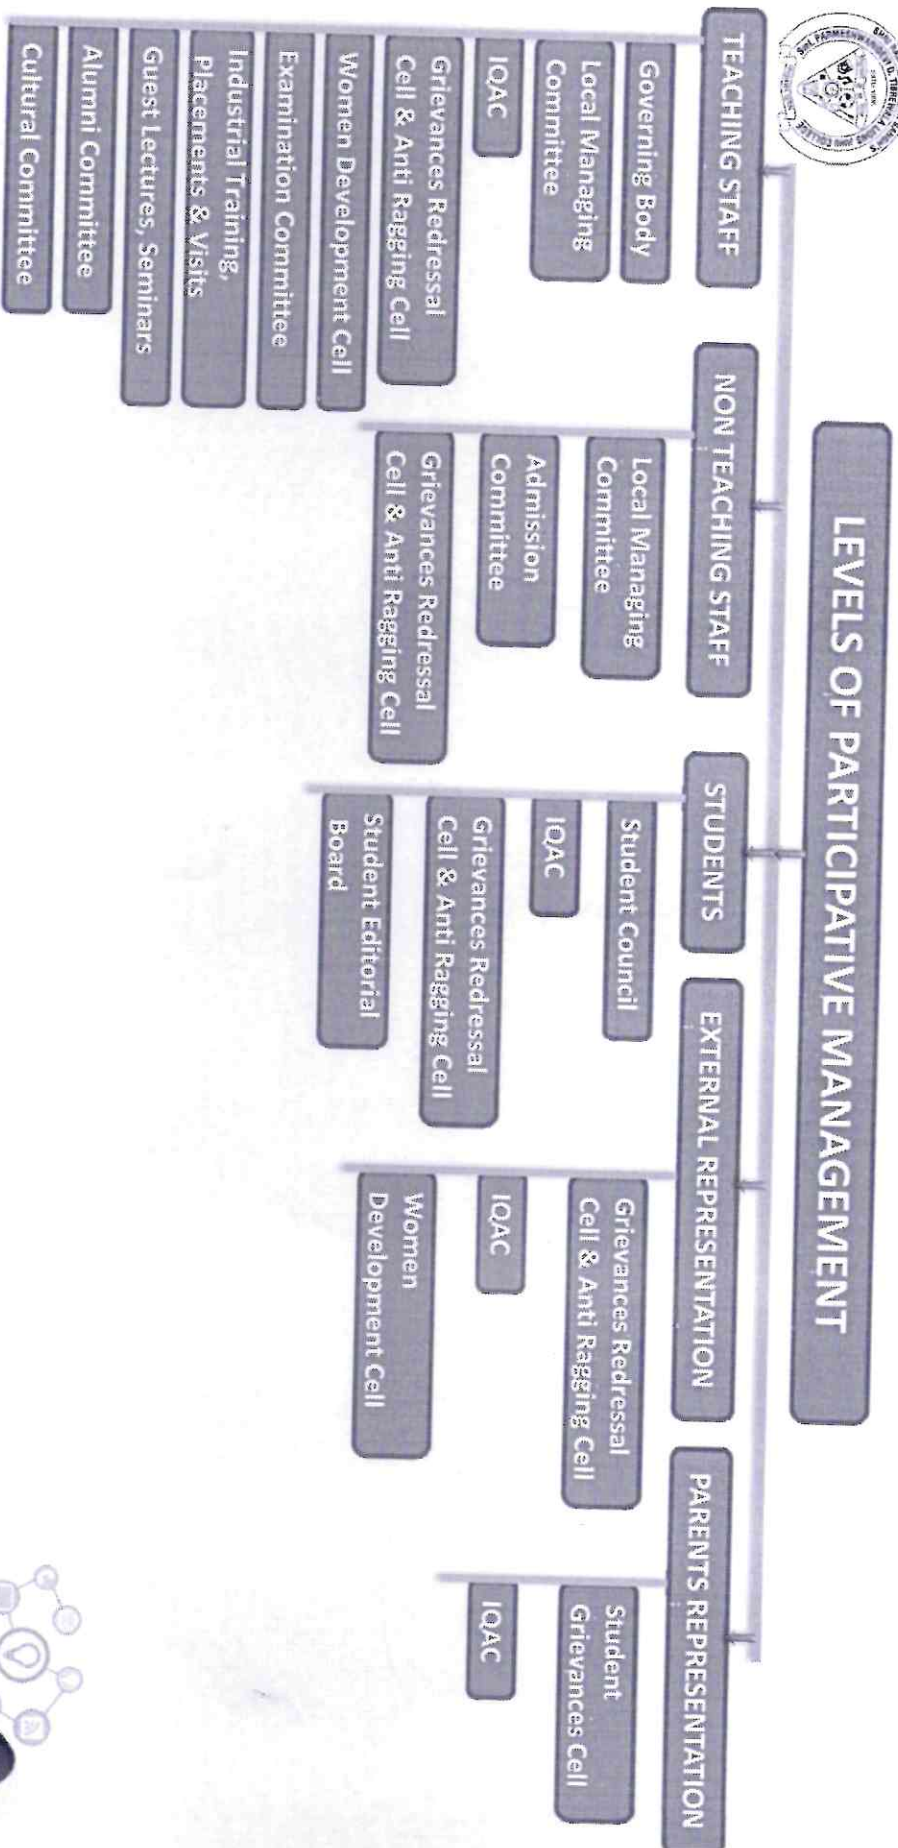 LEVELS OF PARTICIPATIVE MANAGEMENT
TEACHING STAFF
Governing Body
Local Managing
Committee
IQAC
Grievances Redressal
Cell & Anti Ragging Cell
Women Development Cell
Examination Committee
Industrial Training,
Placements & Visits
Guest Lectures, Seminars
Alumni Committee
Cultural Committee
NON TEACHING STAFF
Local Managing
Committee
Admission
Committee
Grievances Redressal
Cell & Anti Ragging Cell
STUDENTS
Student Council
IQAC
Grievances Redressal
Cell & Anti Ragging Cell
Student Editorial
Board
EXTERNAL REPRESENTATION
Grievances Redressal
Cell & Anti Ragging Cell
IQAC
Women
Development Cell
PARENTS REPRESENTATION
Student
Grievances Cell
IQAC